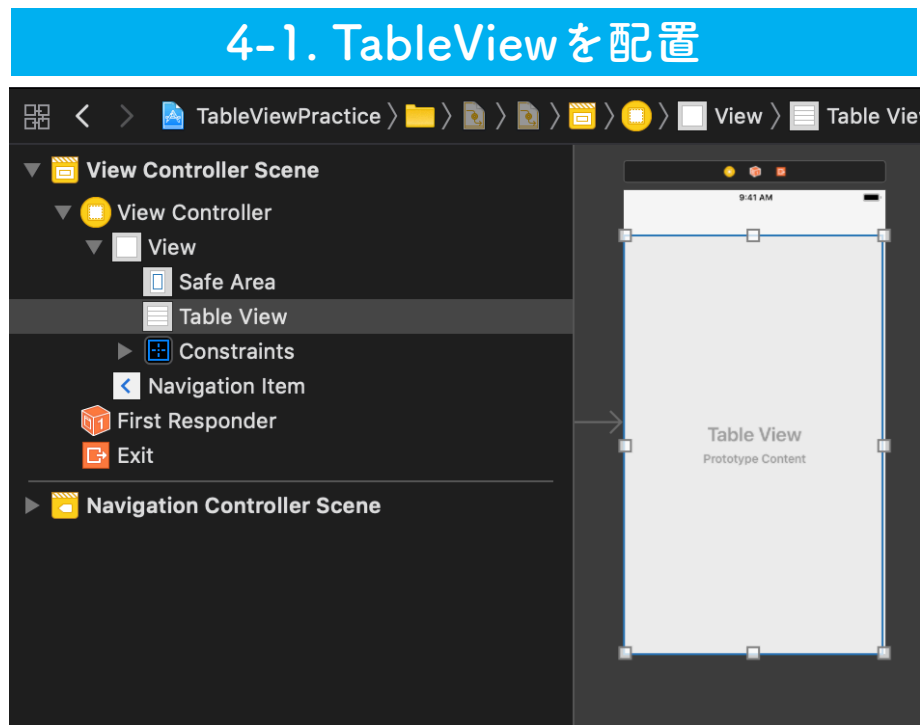 4-1. TableViewを配置
TableViewPractice 〉 〉 〉 〉 〉 〉 View 〉 Table Vie
View Controller Scene
View Controller
View
Safe Area
Table View
Constraints
Navigation Item
First Responder
Exit
Navigation Controller Scene
9:41 AM
Table View
Prototype Content